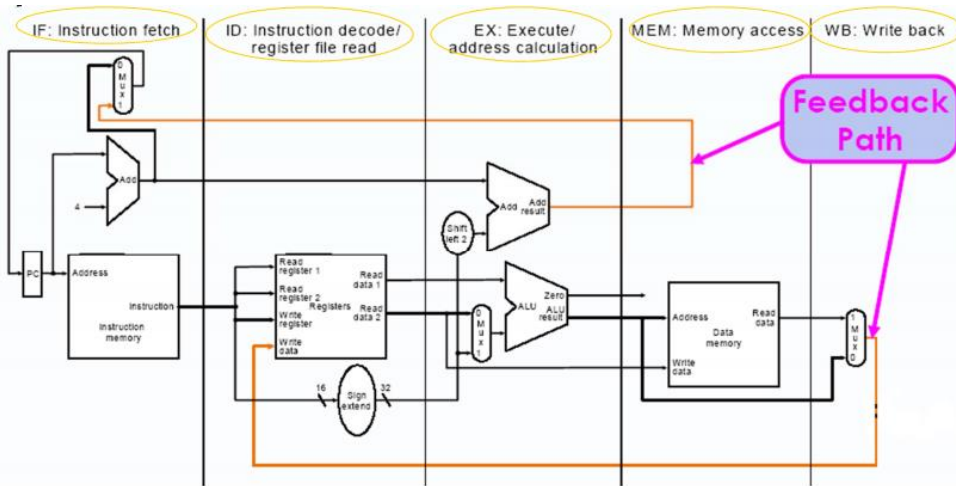 IF: Instruction fetch
ID: Instruction decode/
register file read
EX: Execute/
address calculation
MEM: Memory access
WB: Write back
Feedback
Path
0
M
u
x
1
Add
4
Add
Add
result
Shift
left 2
PC
Address
Instruction
Instruction
memory
Read
register 1
Read
register 2
Registers
Write
register
Write
data
Read
data 1
Read
data 2
0
M
u
x
1
Zero
ALU
ALU
result
Address
Read
data
Data
memory
Write
data
1
M
u
x
0
16
Sign
extend
32